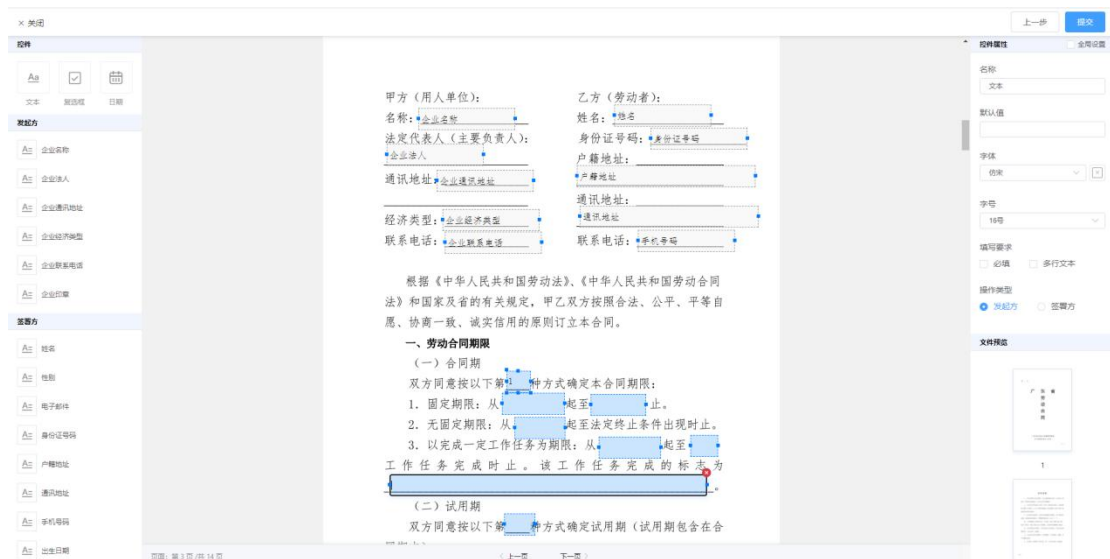 × 关闭
上一步
提交
控件
Aa
文本
复选框
日期
发起方
企业名称
企业法人
企业通讯地址
企业经济类型
企业联系电话
企业印章
签署方
姓名
性别
电子邮件
身份证号码
户籍地址
通讯地址
手机号码
出生日期
甲方（用人单位）：
名称：企业名称
法定代表人（主要负责人）：
企业法人
通讯地址：企业通讯地址
经济类型：企业经济类型
联系电话：企业联系电话
乙方（劳动者）：
姓名：姓名
身份证号码：身份证号码
户籍地址：
户籍地址
通讯地址：
通讯地址
联系电话：手机号码
根据《中华人民共和国劳动法》、《中华人民共和国劳动合同
法》和国家及省的有关规定，甲乙双方按照合法、公平、平等自
愿、协商一致、诚实信用的原则订立本合同。
一、劳动合同期限
（一）合同期
双方同意按以下第1种方式确定本合同期限：
1. 固定期限：从 起至 止。
2. 无固定期限：从 起至法定终止条件出现时止。
3. 以完成一定工作任务为期限：从 起至
工作任务完成时止。该工作任务完成的标志为
。
（二）试用期
双方同意按以下第 种方式确定试用期（试用期包含在合
页面：第 3 页 /共 14 页
上一页
下一页
控件属性
全局设置
名称
文本
默认值
字体
仿宋
字号
16号
填写要求
必填
多行文本
操作类型
发起方
签署方
文件预览
1